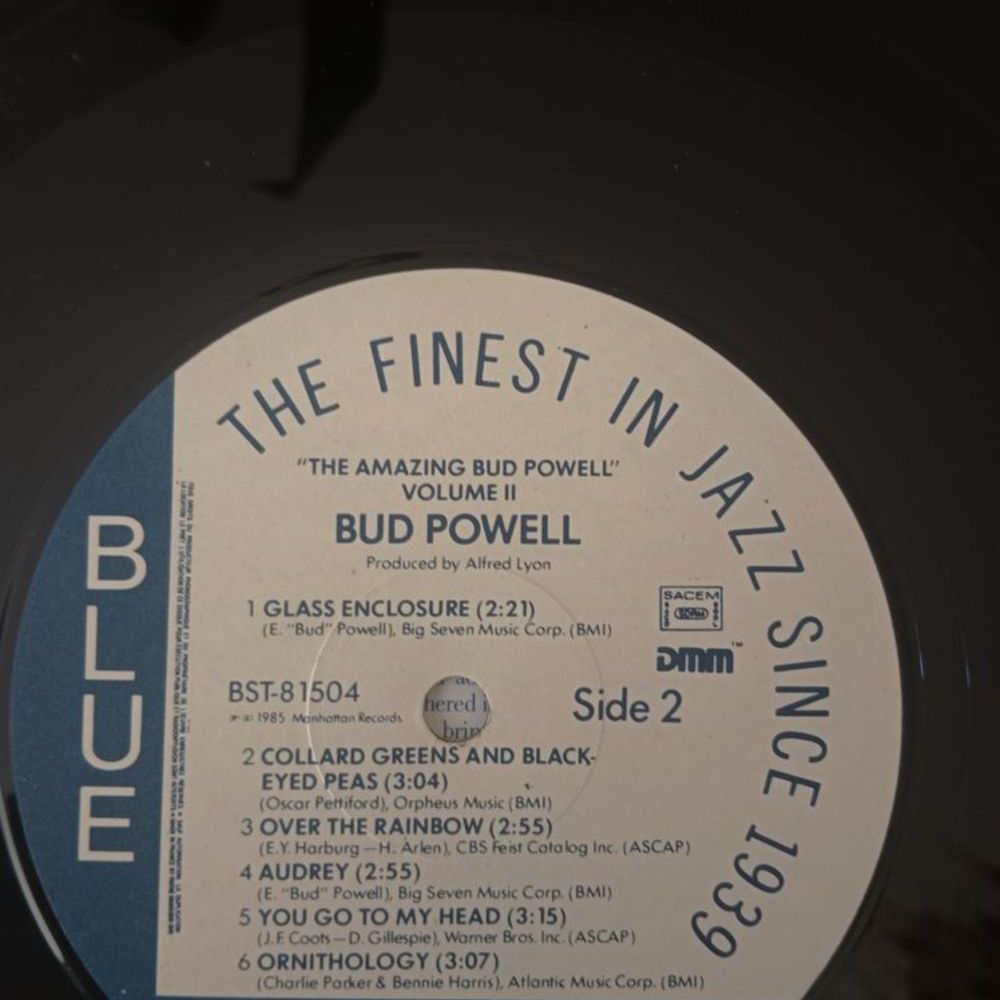 THE FINEST IN JAZZ SINCE 1939
BLUE
"THE AMAZING BUD POWELL"
VOLUME II
BUD POWELL
Produced by Alfred Lyon
1 GLASS ENCLOSURE (2:21)
(E. "Bud" Powell), Big Seven Music Corp. (BMI)
SACEM
DMM™
BST-81504
1985 Manhattan Records
hered
brin
Side 2
2 COLLARD GREENS AND BLACK-
EYED PEAS (3:04)
(Oscar Pettiford), Orpheus Music (BMI)
3 OVER THE RAINBOW (2:55)
(E.Y. Harburg—H. Arlen), CBS Feist Catalog Inc. (ASCAP)
4 AUDREY (2:55)
(E. "Bud" Powell), Big Seven Music Corp. (BMI)
5 YOU GO TO MY HEAD (3:15)
(J.F. Coots—D. Gillespie), Warner Bros. Inc. (ASCAP)
6 ORNITHOLOGY (3:07)
(Charlie Parker & Bennie Harris), Atlantic Music Corp. (BMI)